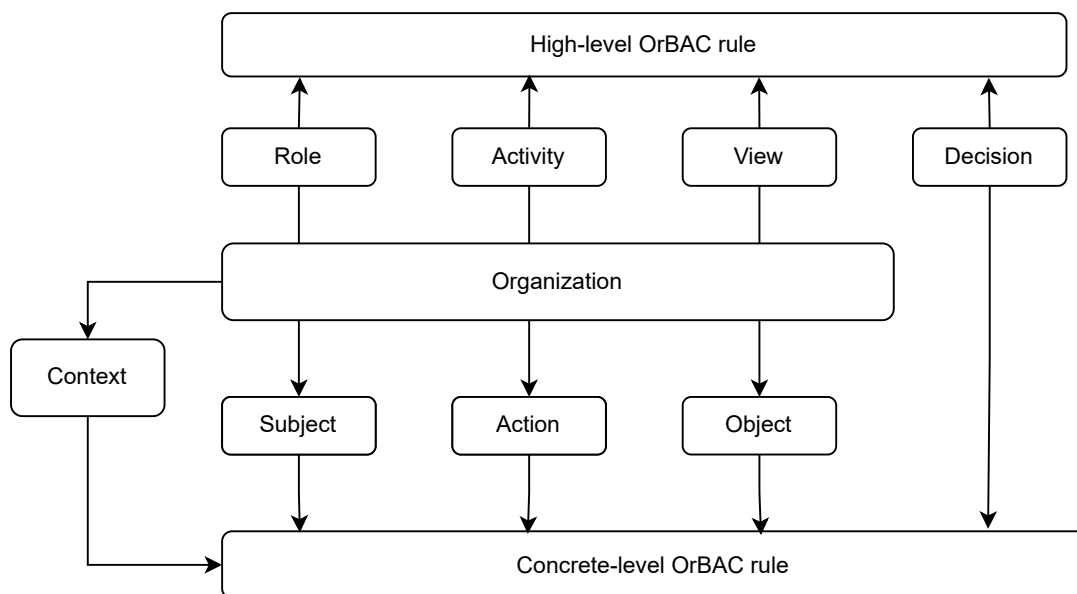 High-level OrBAC rule
Role
Activity
View
Decision
Organization
Context
Subject
Action
Object
Concrete-level OrBAC rule